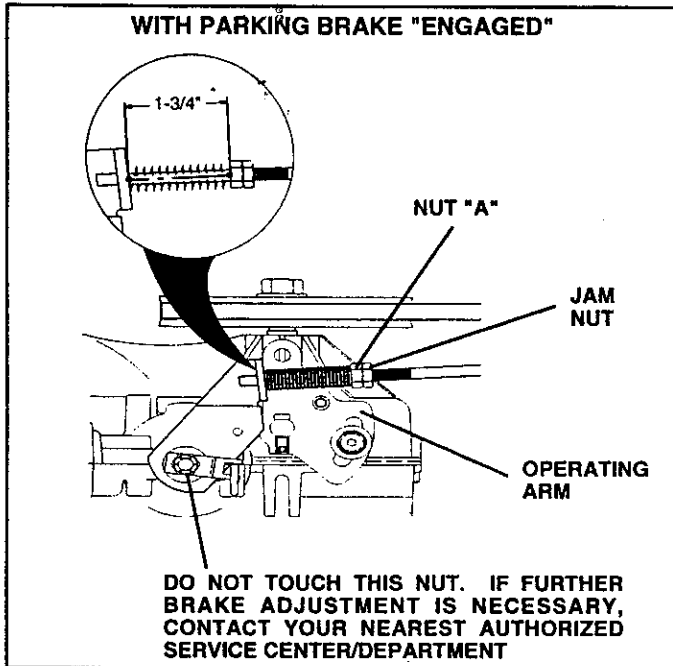 WITH PARKING BRAKE "ENGAGED"
1-3/4"
NUT "A"
JAM
NUT
OPERATING
ARM
DO NOT TOUCH THIS NUT. IF FURTHER
BRAKE ADJUSTMENT IS NECESSARY,
CONTACT YOUR NEAREST AUTHORIZED
SERVICE CENTER/DEPARTMENT